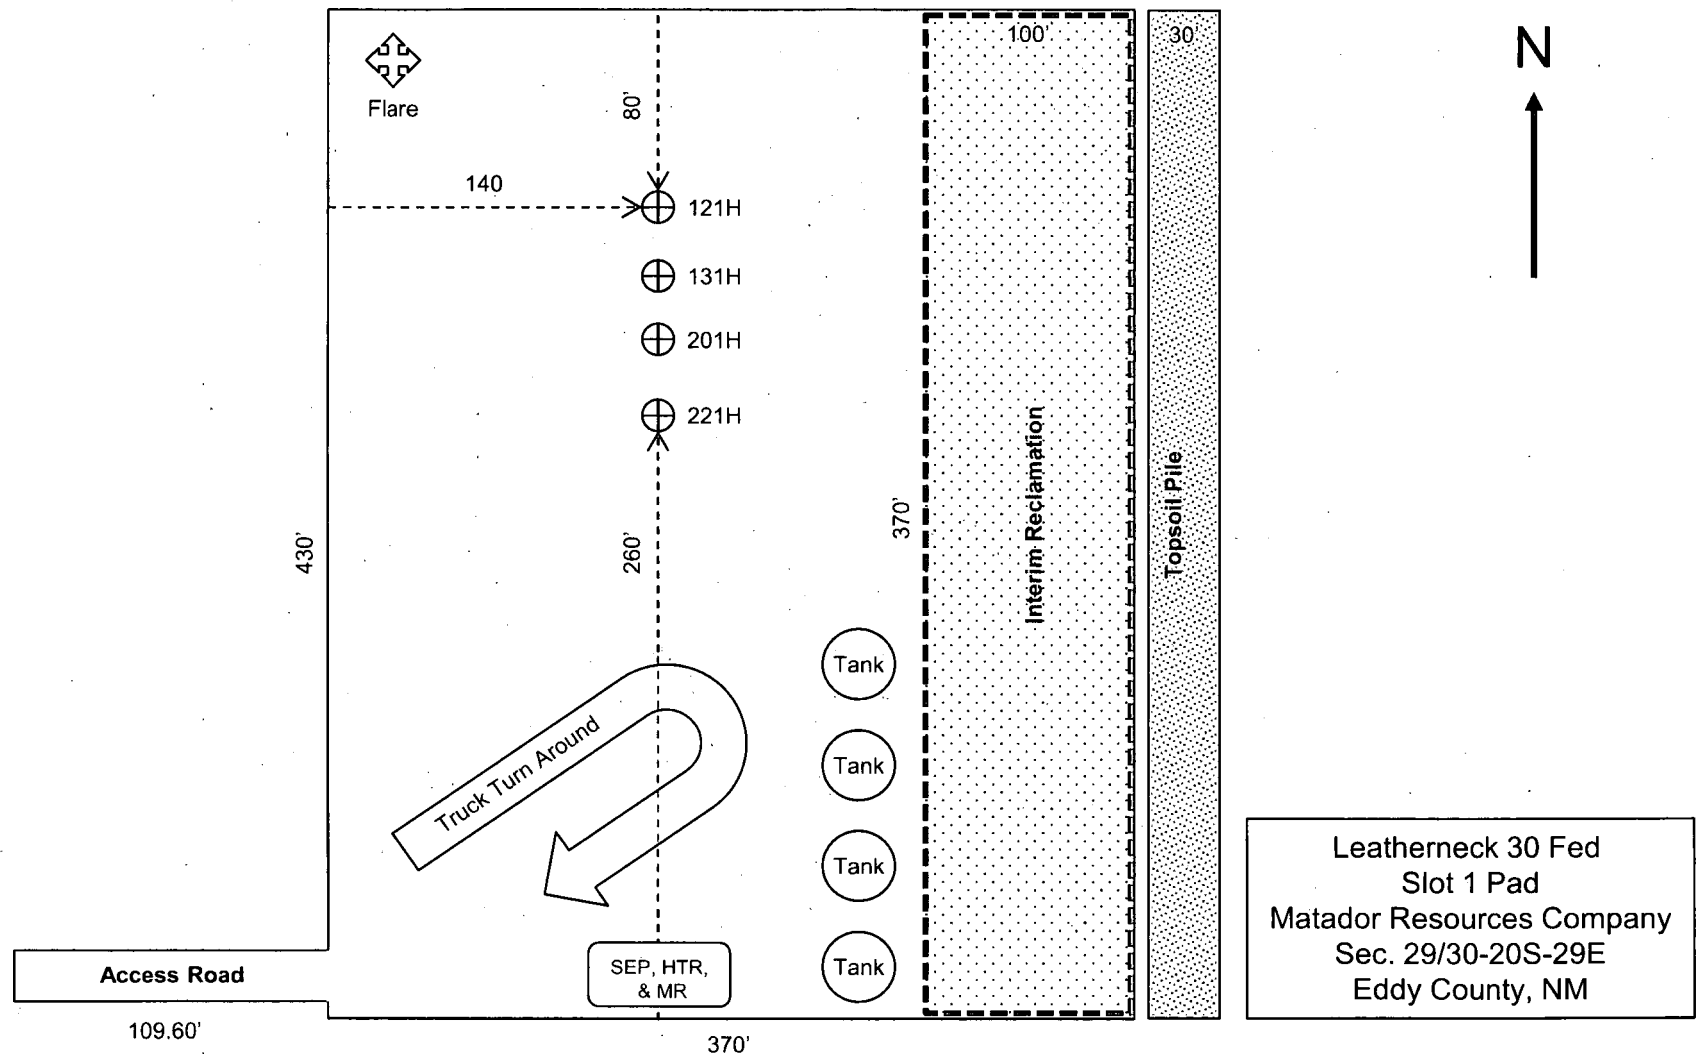 100'
30'
N
Flare
80'
140
121H
131H
201H
221H
Interim Reclamation
Topsoil Pile
430'
260'
370'
Tank
Truck Turn Around
Tank
Tank
Access Road
SEP, HTR,
& MR
Tank
109.60'
370'
Leatherneck 30 Fed
Slot 1 Pad
Matador Resources Company
Sec. 29/30-20S-29E
Eddy County, NM